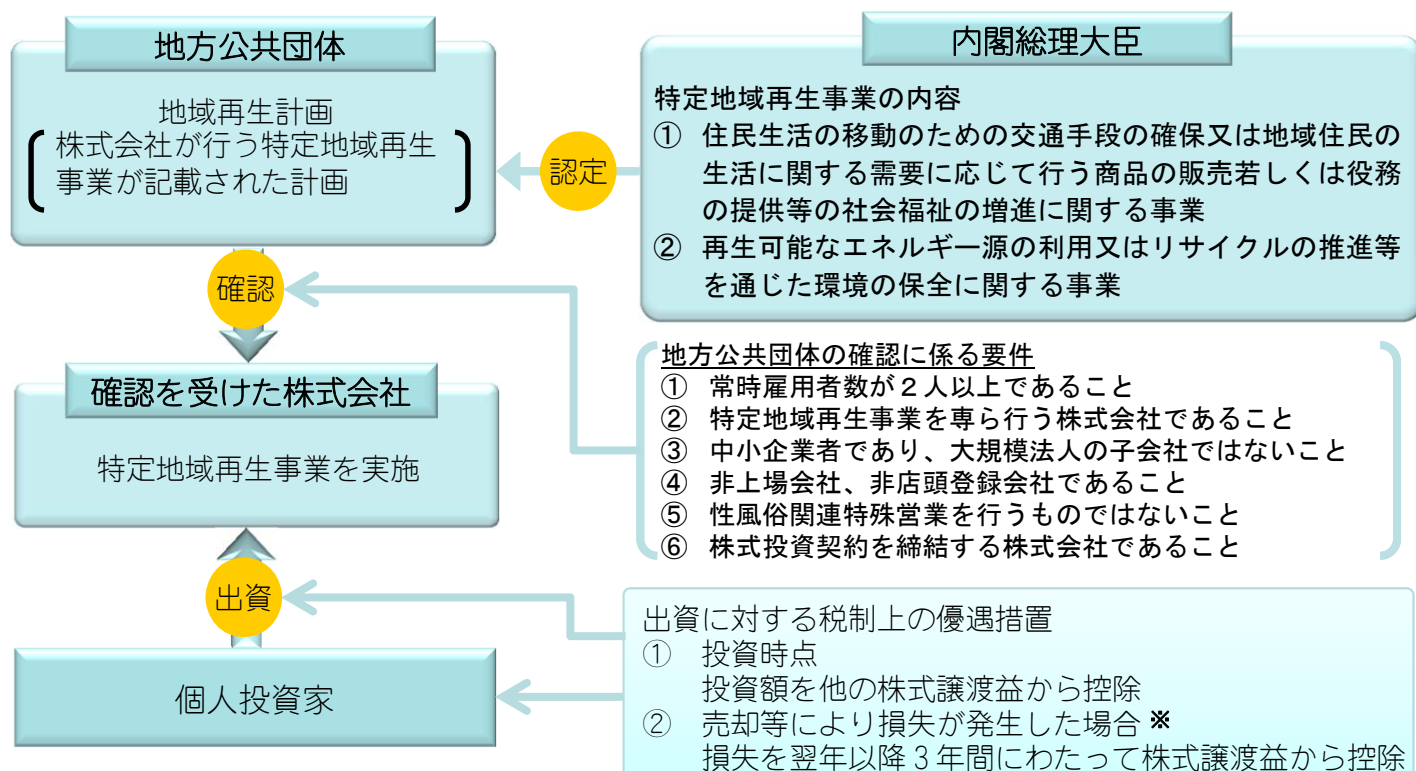 地方公共団体
地域再生計画
株式会社が行う特定地域再生
事業が記載された計画
認定
内閣総理大臣
特定地域再生事業の内容
① 住民生活の移動のための交通手段の確保又は地域住民の
生活に関する需要に応じて行う商品の販売若しくは役務
の提供等の社会福祉の増進に関する事業
② 再生可能なエネルギー源の利用又はリサイクルの推進等
を通じた環境の保全に関する事業
確認
地方公共団体の確認に係る要件
① 常時雇用者数が2人以上であること
② 特定地域再生事業を専ら行う株式会社であること
③ 中小企業者であり、大規模法人の子会社ではないこと
④ 非上場会社、非店頭登録会社であること
⑤ 性風俗関連特殊営業を行うものではないこと
⑥ 株式投資契約を締結する株式会社であること
確認を受けた株式会社
特定地域再生事業を実施
出資
個人投資家
出資に対する税制上の優遇措置
① 投資時点
投資額を他の株式譲渡益から控除
② 売却等により損失が発生した場合※
損失を翌年以降3年間にわたって株式譲渡益から控除